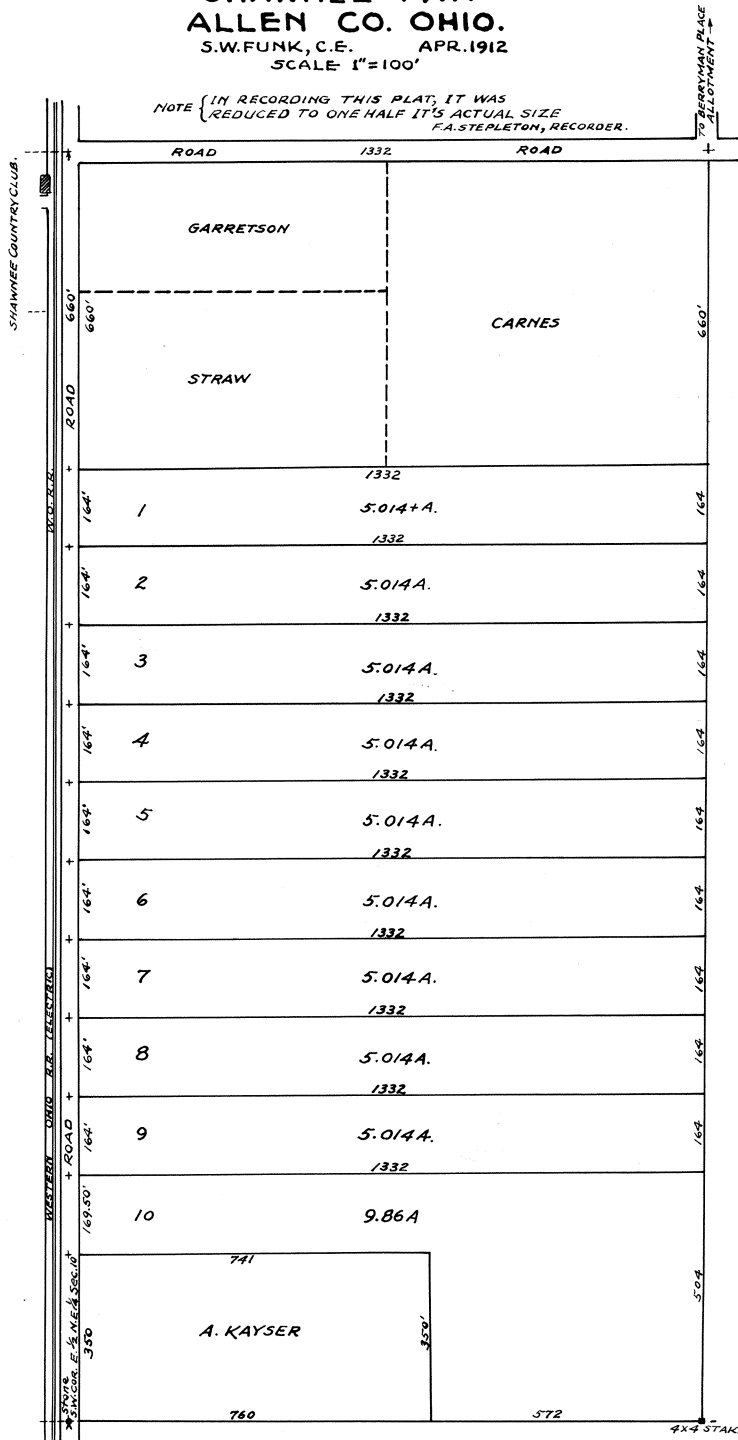 ALLEN CO. OHIO.
S.W. FUNK, C.E. APR. 1912
SCALE 1"=100'
NOTE { IN RECORDING THIS PLAT, IT WAS
REDUCED TO ONE HALF IT'S ACTUAL SIZE
F.A. STEPLETON, RECORDER.
TO BERRYMAN PLACE
ALLOTMENT →
ROAD 1332 ROAD
SHAWNEE COUNTRY CLUB.
GARRETSON
660'
660'
CARNES
660'
STRAW
ROAD
1332
W.O. R.R.
164' 1 5.014+A. 164
1332
164' 2 5.014A. 164
1332
164' 3 5.014A. 164
1332
164' 4 5.014A. 164
1332
164' 5 5.014A. 164
1332
164' 6 5.014A. 164
1332
164' 7 5.014A. 164
1332
164' 8 5.014A. 164
1332
WESTERN OHIO R.R. (ELECTRIC)
ROAD
164' 9 5.014A. 164
1332
169.50' 10 9.86A
741
504
Stone
S.W. COR. E. ½ N.E. ¼ Sec. 10
350
A. KAYSER
350'
760 572
4X4 STAK